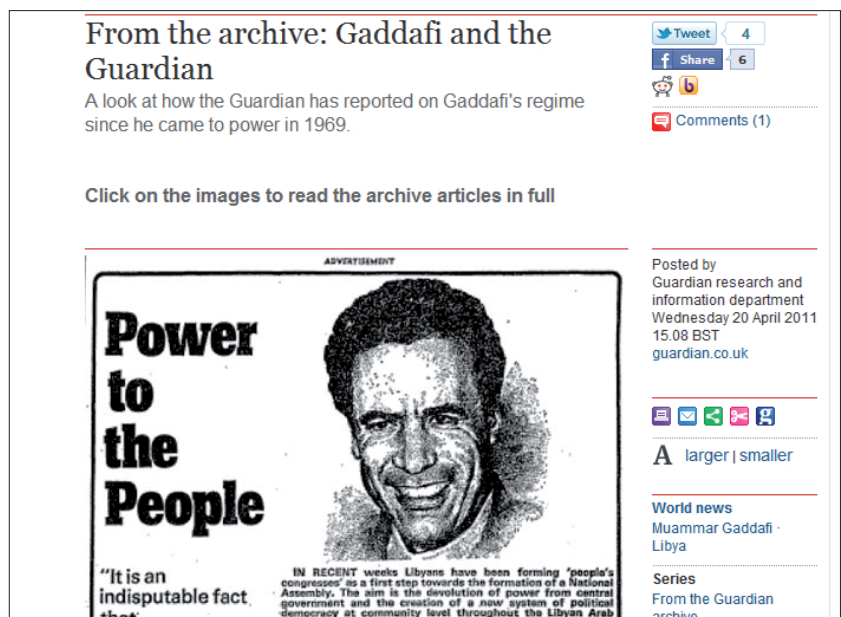 From the archive: Gaddafi and the
Guardian
A look at how the Guardian has reported on Gaddafi's regime
since he came to power in 1969.
Click on the images to read the archive articles in full
Tweet 4
f Share 6
b
Comments (1)
ADVERTISEMENT
Power
to
the
People
"It is an
indisputable fact
that
IN RECENT weeks Libyans have been forming 'people's
congresses' as a first step towards the formation of a National
Assembly. The aim is the devolution of power from central
government and the creation of a new system of political
democracy at community level throughout the Libyan Arab
Posted by
Guardian research and
information department
Wednesday 20 April 2011
15.08 BST
guardian.co.uk
g
A larger | smaller
World news
Muammar Gaddafi ·
Libya
Series
From the Guardian
archive